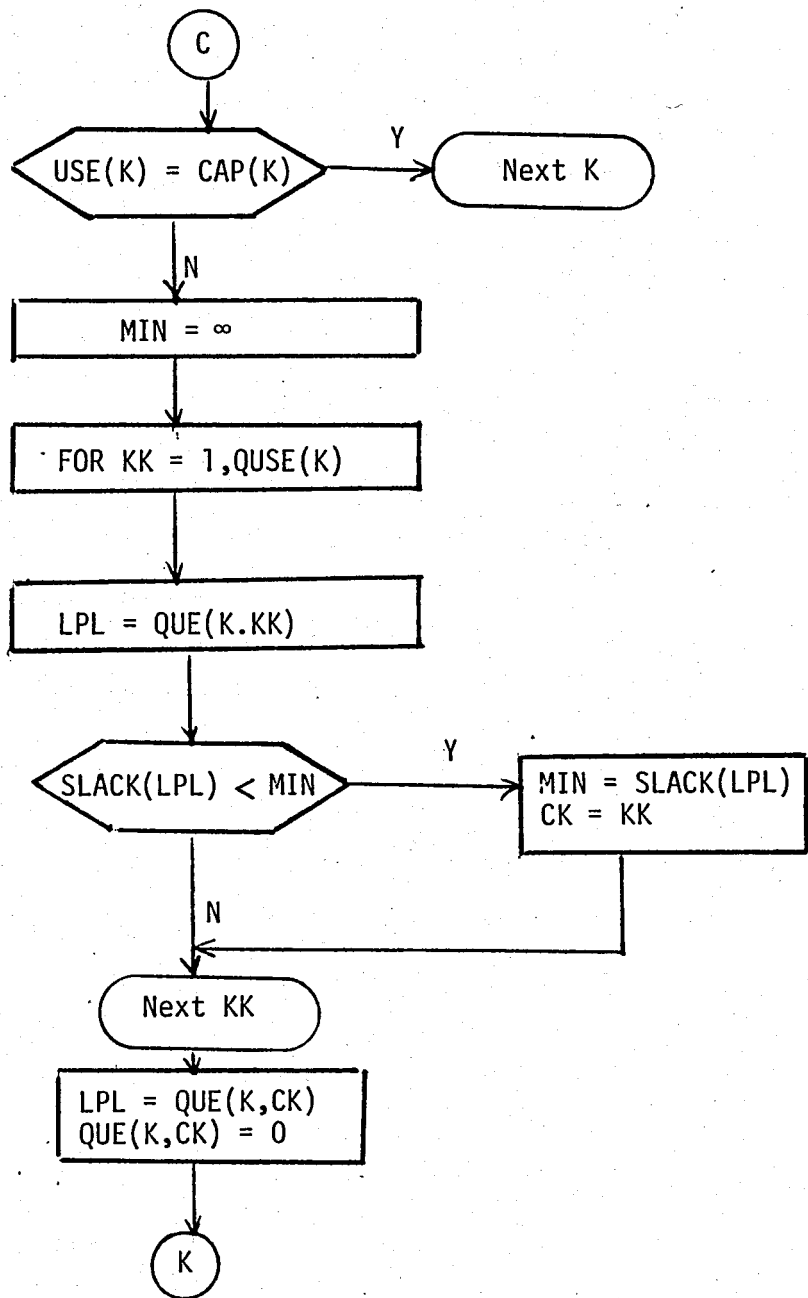 C
USE(K) = CAP(K)
Y
Next K
N
MIN = ∞
FOR KK = 1,QUSE(K)
LPL = QUE(K.KK)
SLACK(LPL) < MIN
Y
MIN = SLACK(LPL)
CK = KK
N
Next KK
LPL = QUE(K,CK)
QUE(K,CK) = 0
K